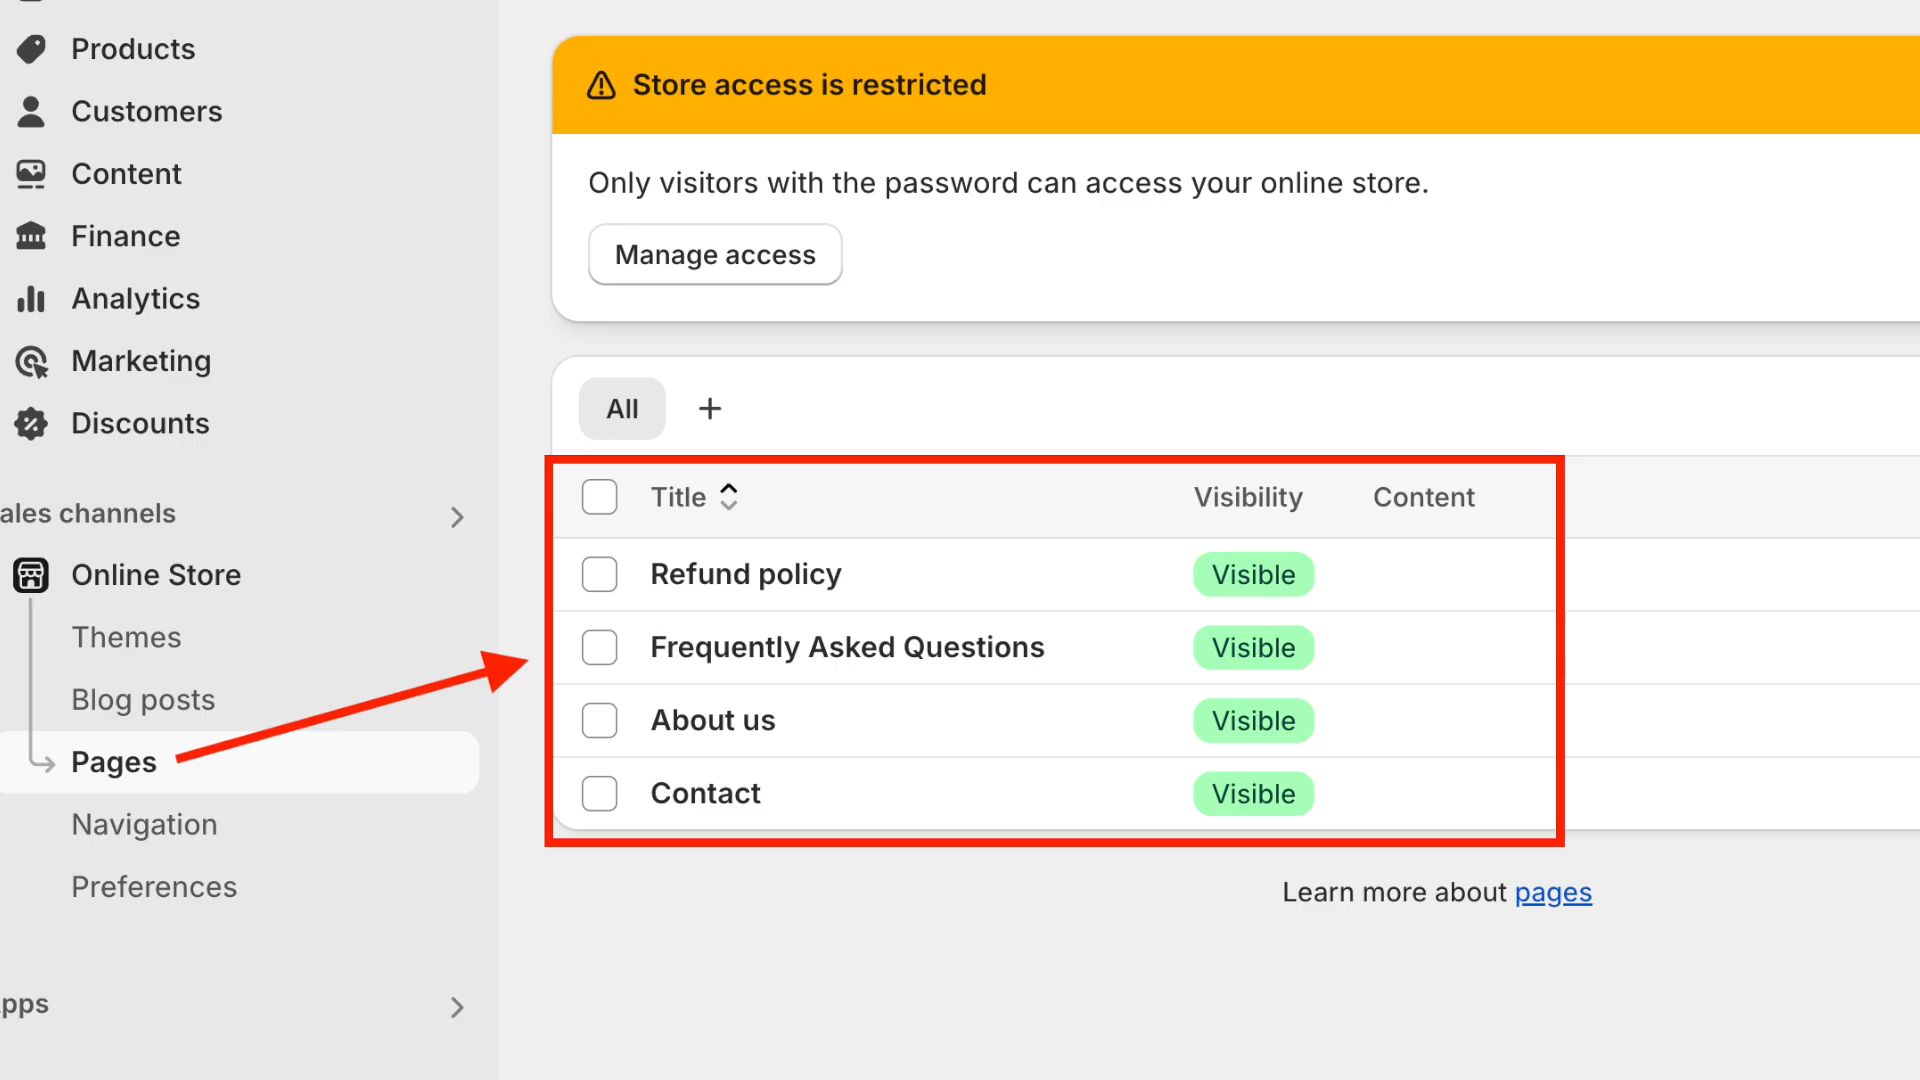 Products
Customers
Content
Finance
Analytics
Marketing
Discounts
ales channels
Online Store
Themes
Blog posts
Pages
Navigation
Preferences
pps
Store access is restricted
Only visitors with the password can access your online store.
Manage access
All +
Title Visibility Content
Refund policy Visible
Frequently Asked Questions Visible
About us Visible
Contact Visible
Learn more about pages